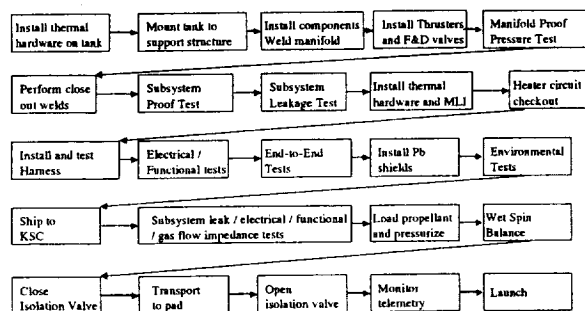 Install thermal
hardware on tank
Mount tank to
support structure
Install components
Weld manifold
Install Thrusters
and F&D valves
Manifold Proof
Pressure Test
Perform close
out welds
Subsystem
Proof Test
Subsystem
Leakage Test
Install thermal
hardware and MLI
Heater circuit
checkout
Install and test
Harness
Electrical /
Functional tests
End-to-End
Tests
Install Pb
shields
Environmental
Tests
Ship to
KSC
Subsystem leak / electrical / functional /
/ gas flow impedance tests
Load propellant
and pressurize
Wet Spin
Balance
Close
Isolation Valve
Transport
to pad
Open
isolation valve
Monitor
telemetry
Launch